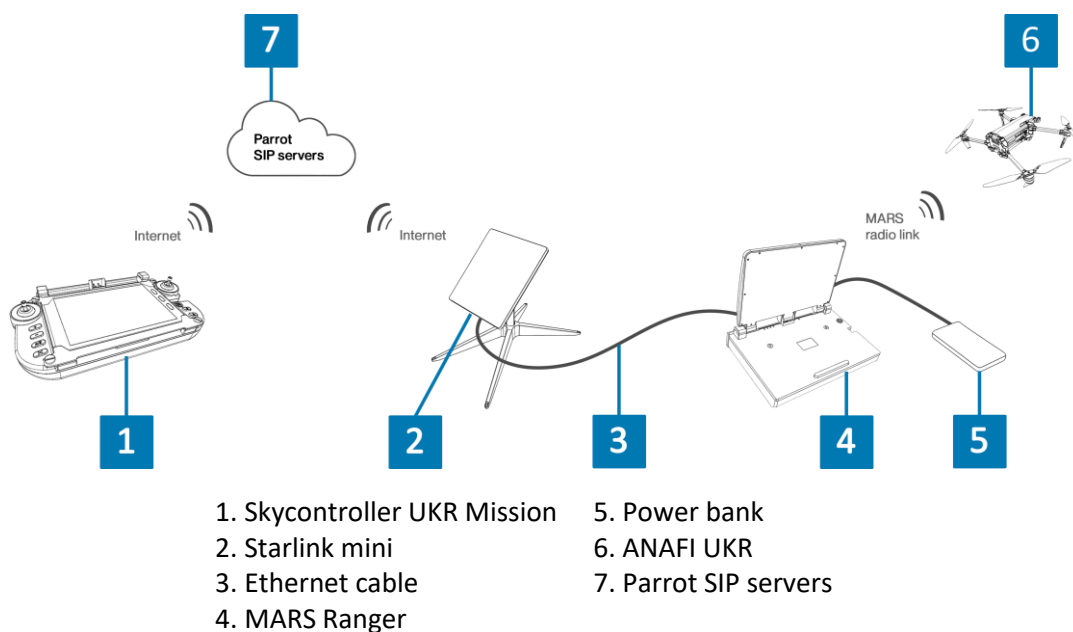 7
6
Parrot
SIP servers
Internet
Internet
MARS
radio link
1
2
3
4
5
1. Skycontroller UKR Mission
2. Starlink mini
3. Ethernet cable
4. MARS Ranger
5. Power bank
6. ANAFI UKR
7. Parrot SIP servers